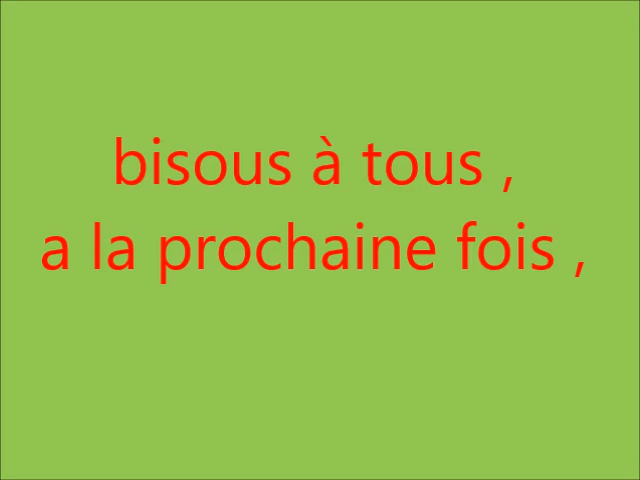 bisous à tous ,
a la prochaine fois ,